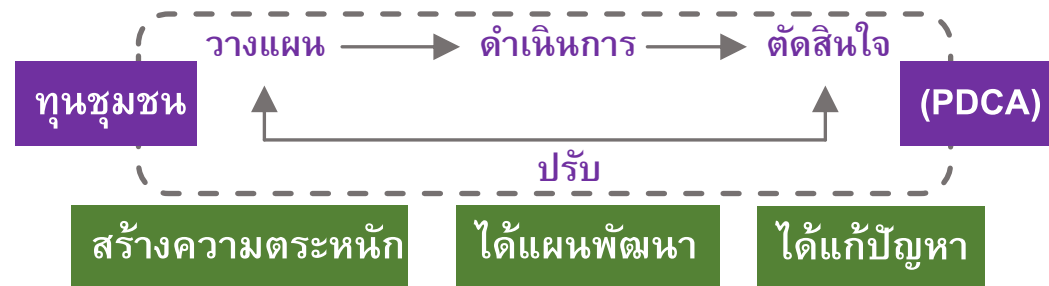 วางแผน ดำเนินการ ตัดสินใจ
ทุนชุมชน (PDCA)
ปรับ
สร้างความตระหนัก ได้แผนพัฒนา ได้แก้ปัญหา